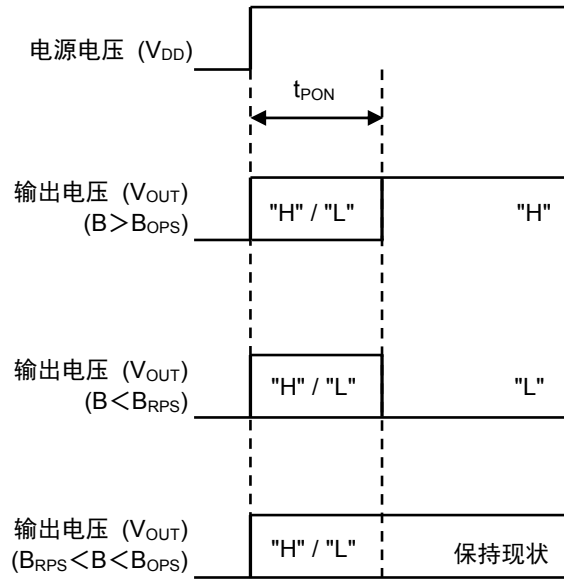 电源电压 (VDD)
tPON
输出电压 (VOUT)
(B＞BOPS)
"H" / "L"
"H"
输出电压 (VOUT)
(B＜BRPS)
"H" / "L"
"L"
输出电压 (VOUT)
(BRPS＜B＜BOPS)
"H" / "L"
保持现状